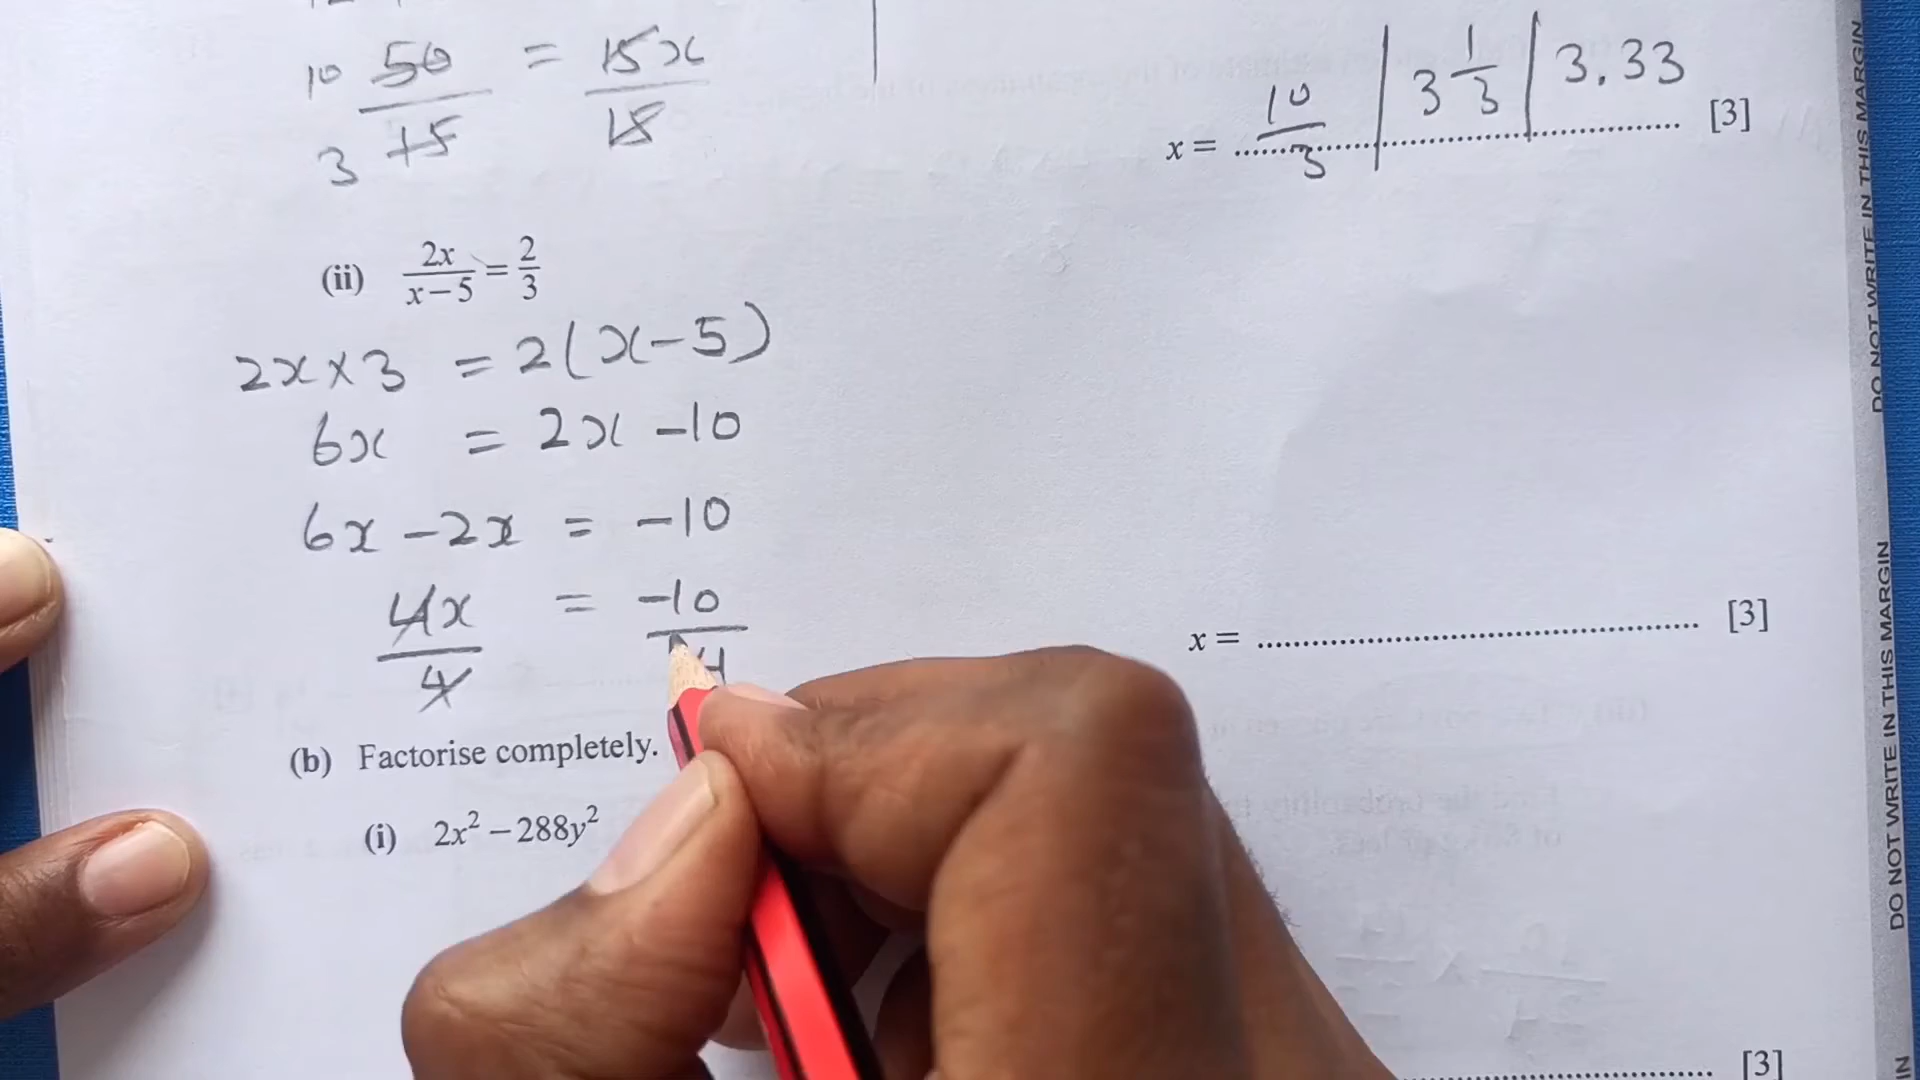 10 50 = 15x
3 15 15
x = 10/3 | 3 1/3 | 3.33 [3]
(ii) 2x/(x-5) = 2/3
2x × 3 = 2(x-5)
6x = 2x -10
6x -2x = -10
4x = -10
4 4
x = [3]
(b) Factorise completely.
(i) 2x² - 288y²
[3]
DO NOT WRITE IN THIS MARGIN
DO NOT WRITE IN THIS MARGIN